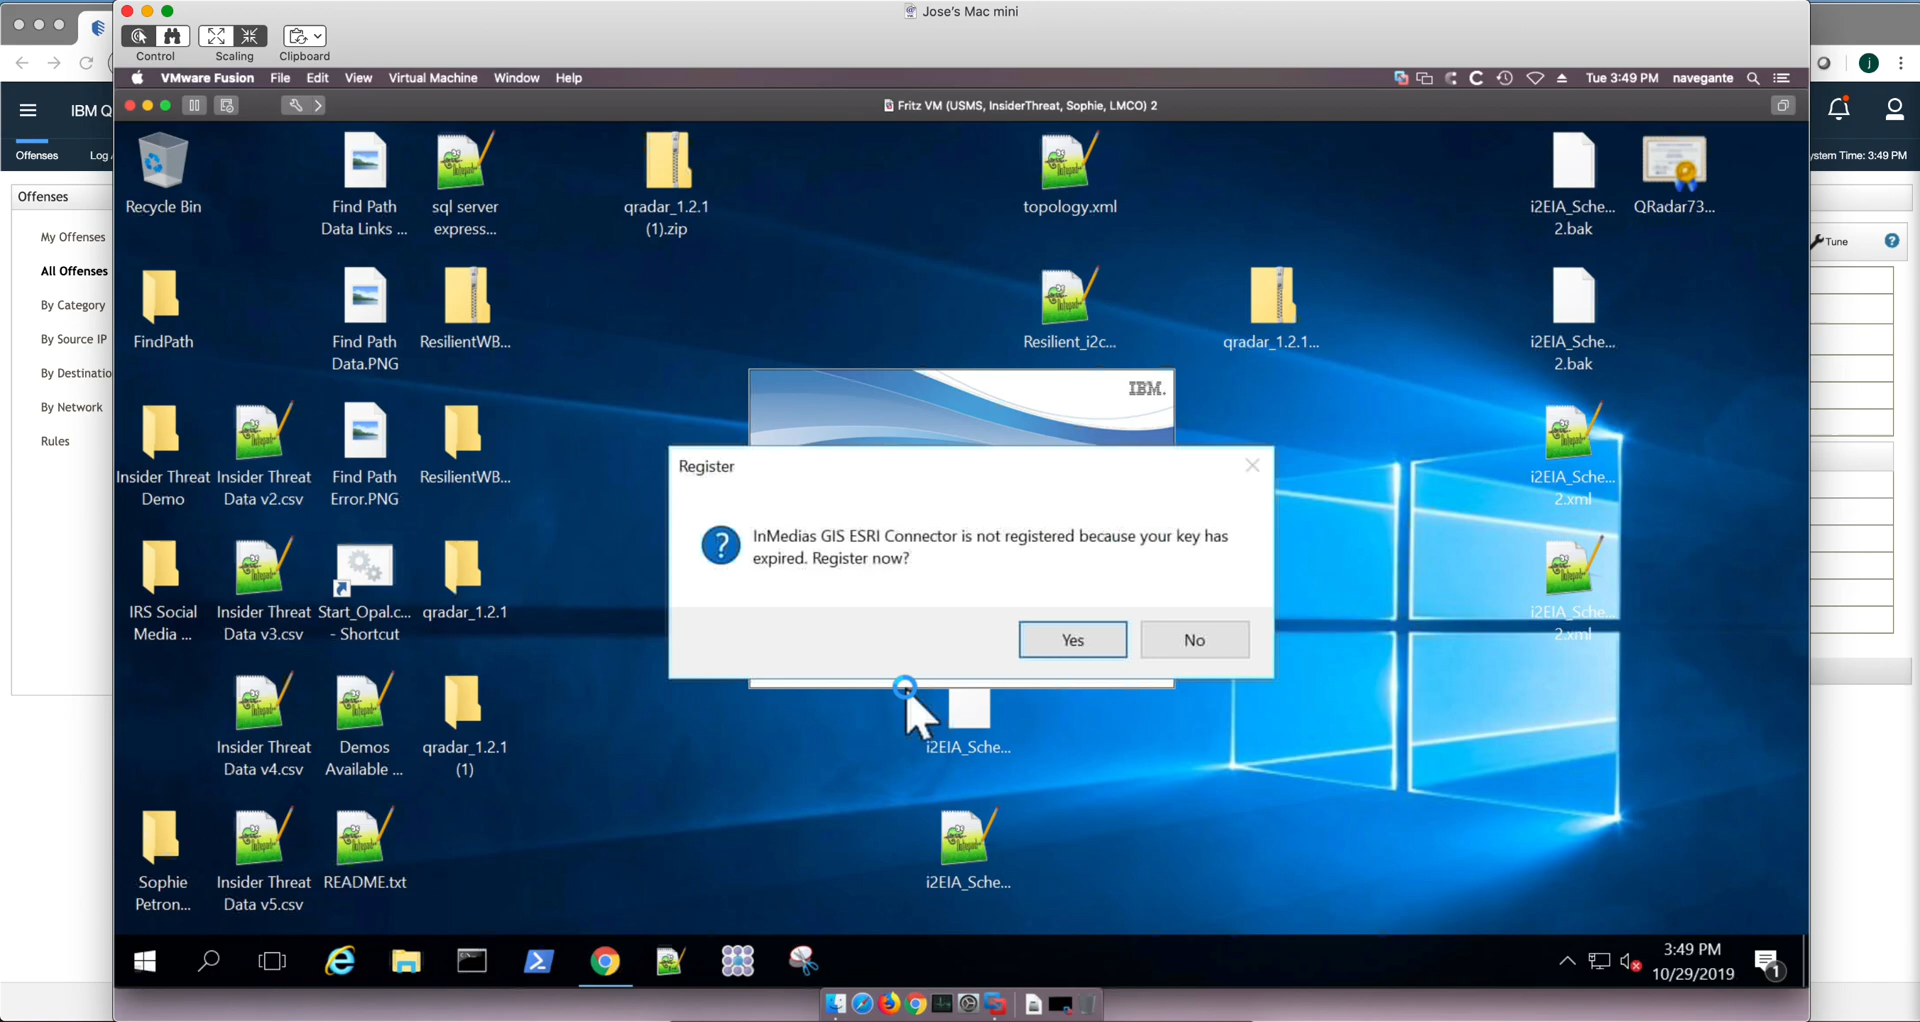 Jose's Mac mini
Control
Scaling
Clipboard
VMware Fusion File Edit View Virtual Machine Window Help
Tue 3:49 PM navegante
Fritz VM (USMS, InsiderThreat, Sophie, LMCO) 2
IBM Q
Offenses
Log
ystem Time: 3:49 PM
Offenses
My Offenses
All Offenses
By Category
By Source IP
By Destinatio
By Network
Rules
Tune
j
Recycle Bin
Find Path
Data Links ...
sql server
express...
qradar_1.2.1
(1).zip
topology.xml
i2EIA_Sche...
2.bak
QRadar73...
FindPath
Find Path
Data.PNG
ResilientWB...
Resilient_i2c...
qradar_1.2.1...
i2EIA_Sche...
2.bak
Insider Threat
Demo
Insider Threat
Data v2.csv
Find Path
Error.PNG
ResilientWB...
i2EIA_Sche...
2.xml
IBM.
Register
InMedias GIS ESRI Connector is not registered because your key has
expired. Register now?
Yes
No
IRS Social
Media ...
Insider Threat
Data v3.csv
Start_Opal.c...
- Shortcut
qradar_1.2.1
i2EIA_Sche...
2.xml
Insider Threat
Data v4.csv
Demos
Available ...
qradar_1.2.1
(1)
i2EIA_Sche...
Sophie
Petron...
Insider Threat
Data v5.csv
README.txt
i2EIA_Sche...
3:49 PM
10/29/2019
1